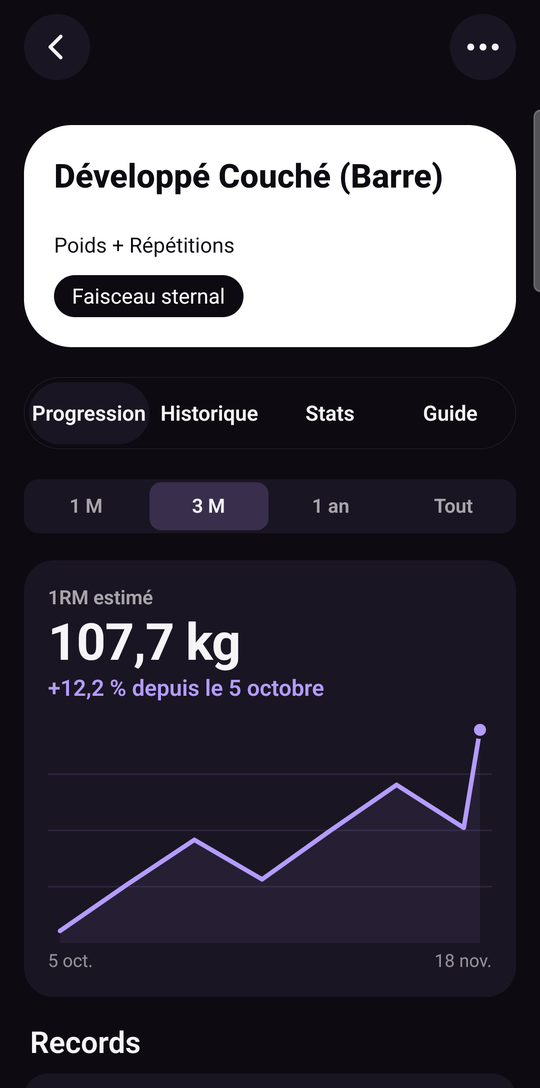 Développé Couché (Barre)
Poids + Répétitions
Faisceau sternal
Progression Historique Stats Guide
1 M 3 M 1 an Tout
1RM estimé
107,7 kg
+12,2 % depuis le 5 octobre
5 oct. 18 nov.
Records